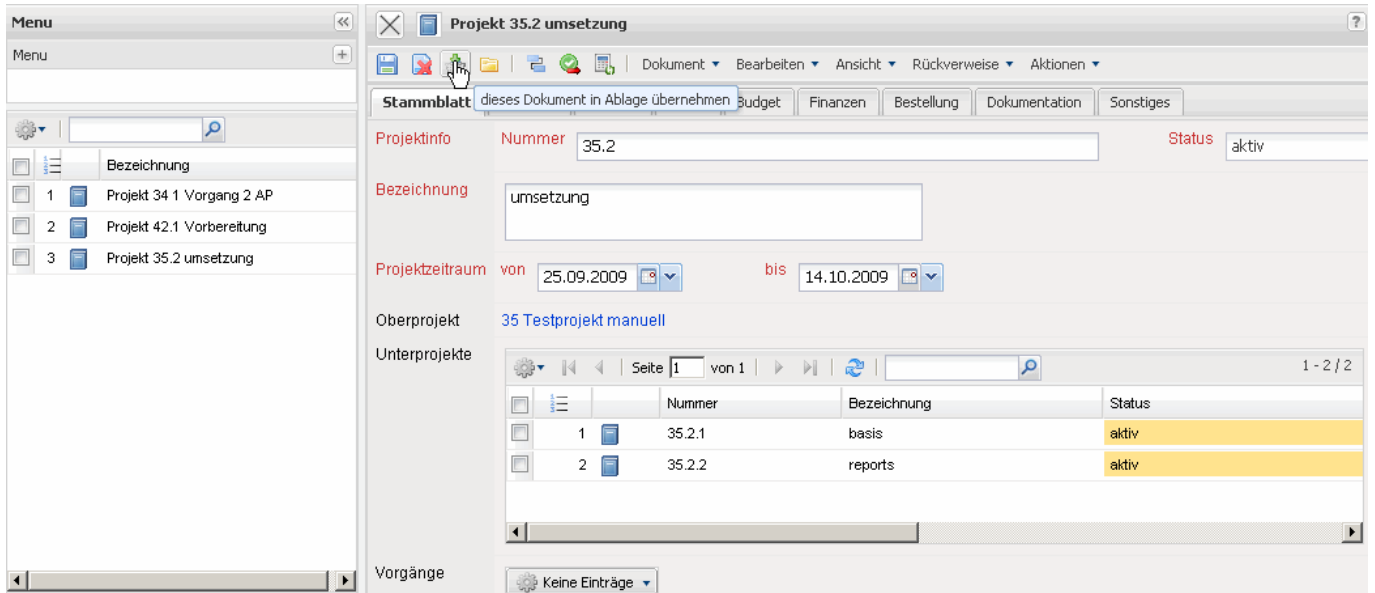 Menu
Menu
Bezeichnung
1 Projekt 34 1 Vorgang 2 AP
2 Projekt 42.1 Vorbereitung
3 Projekt 35.2 umsetzung
Projekt 35.2 umsetzung ?
Dokument Bearbeiten Ansicht Rückverweise Aktionen
dieses Dokument in Ablage übernehmen
Stammblatt Budget Finanzen Bestellung Dokumentation Sonstiges
Projektinfo Nummer 35.2 Status aktiv
Bezeichnung umsetzung
Projektzeitraum von 25.09.2009 bis 14.10.2009
Oberprojekt 35 Testprojekt manuell
Unterprojekte
Seite 1 von 1 1 - 2 / 2
Nummer Bezeichnung Status
1 35.2.1 basis aktiv
2 35.2.2 reports aktiv
Vorgänge Keine Einträge